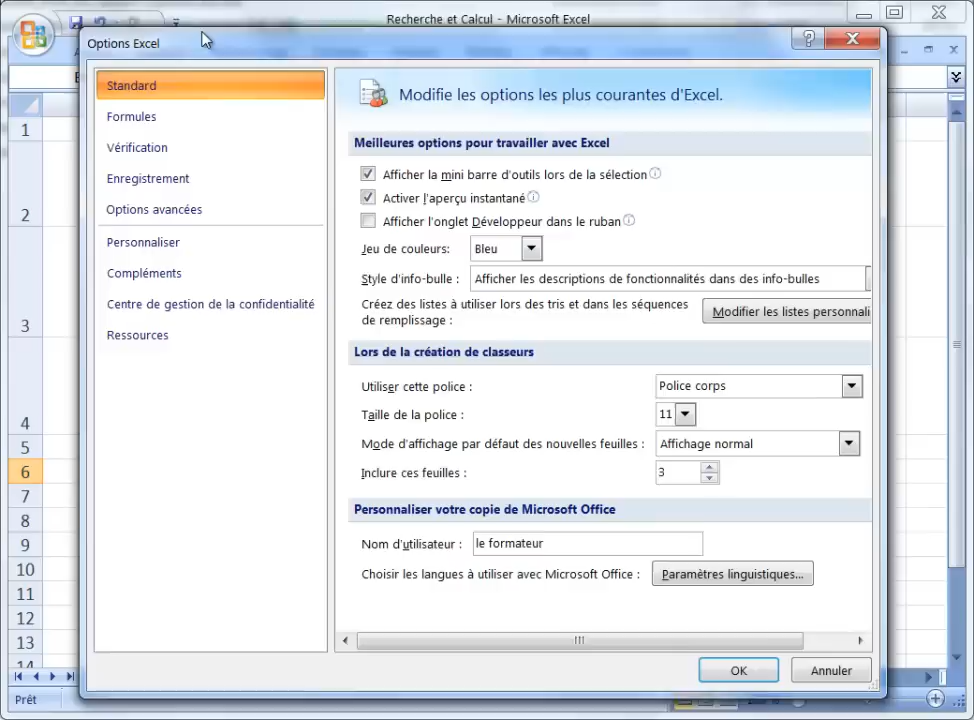 Recherche et Calcul - Microsoft Excel
Options Excel
Standard
Formules
Vérification
Enregistrement
Options avancées
Personnaliser
Compléments
Centre de gestion de la confidentialité
Ressources
Modifie les options les plus courantes d'Excel.
Meilleures options pour travailler avec Excel
Afficher la mini barre d'outils lors de la sélection
Activer l'aperçu instantané
Afficher l'onglet Développeur dans le ruban
Jeu de couleurs: Bleu
Style d'info-bulle : Afficher les descriptions de fonctionnalités dans des info-bulles
Créez des listes à utiliser lors des tris et dans les séquences
de remplissage :
Modifier les listes personnali
Lors de la création de classeurs
Utiliser cette police : Police corps
Taille de la police : 11
Mode d'affichage par défaut des nouvelles feuilles : Affichage normal
Inclure ces feuilles : 3
Personnaliser votre copie de Microsoft Office
Nom d'utilisateur : le formateur
Choisir les langues à utiliser avec Microsoft Office : Paramètres linguistiques...
OK
Annuler
1
2
3
4
5
6
7
8
9
10
11
12
13
14
Prêt